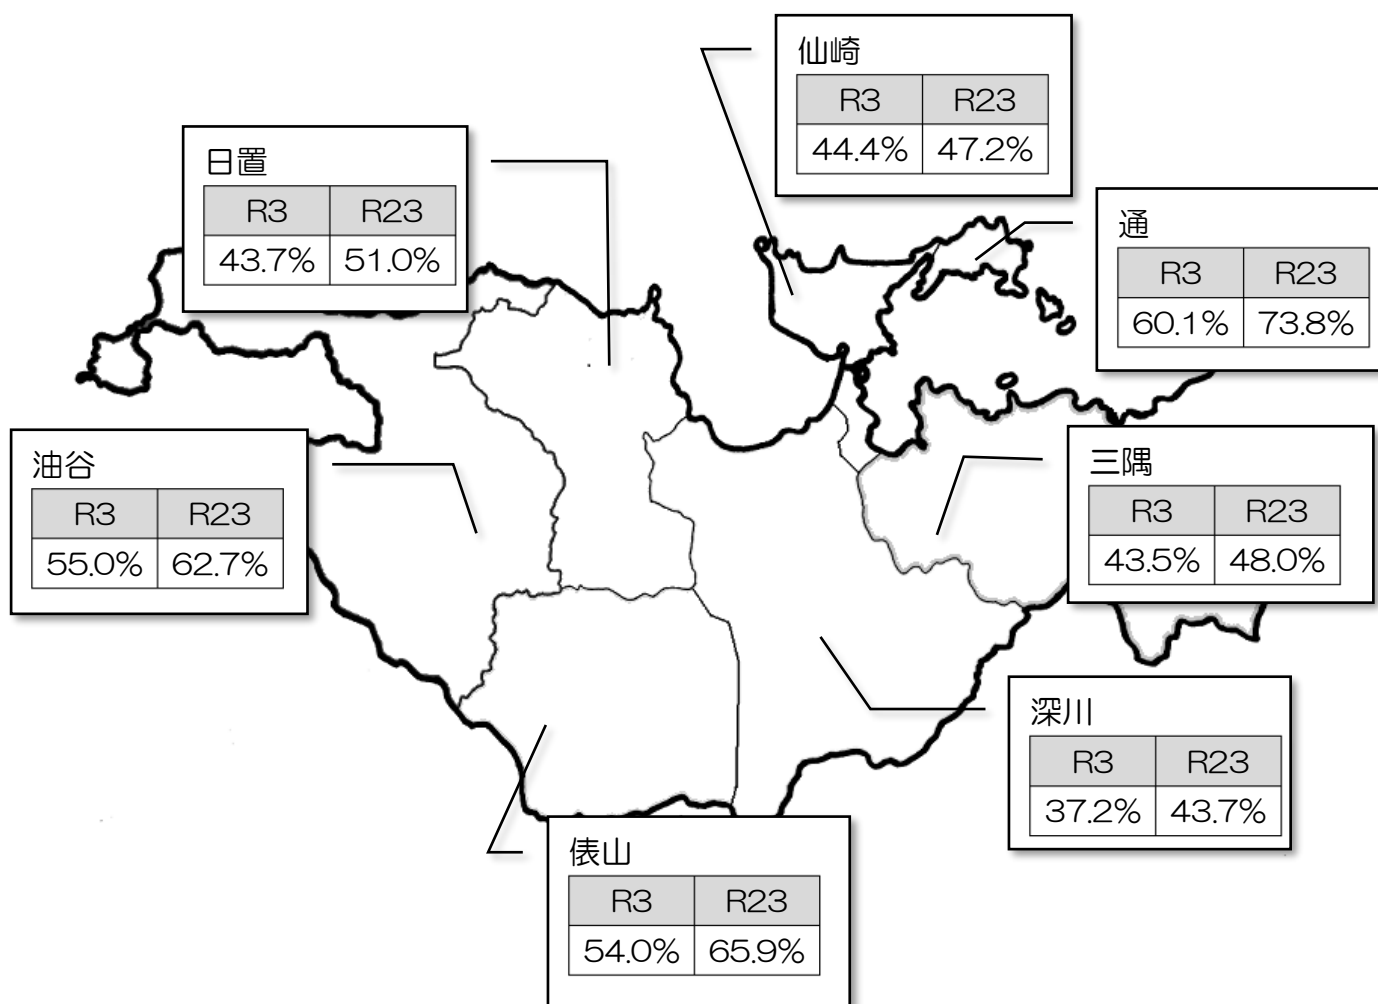 仙崎
R3 R23
44.4% 47.2%
日置
R3 R23
43.7% 51.0%
通
R3 R23
60.1% 73.8%
油谷
R3 R23
55.0% 62.7%
三隅
R3 R23
43.5% 48.0%
深川
R3 R23
37.2% 43.7%
俵山
R3 R23
54.0% 65.9%